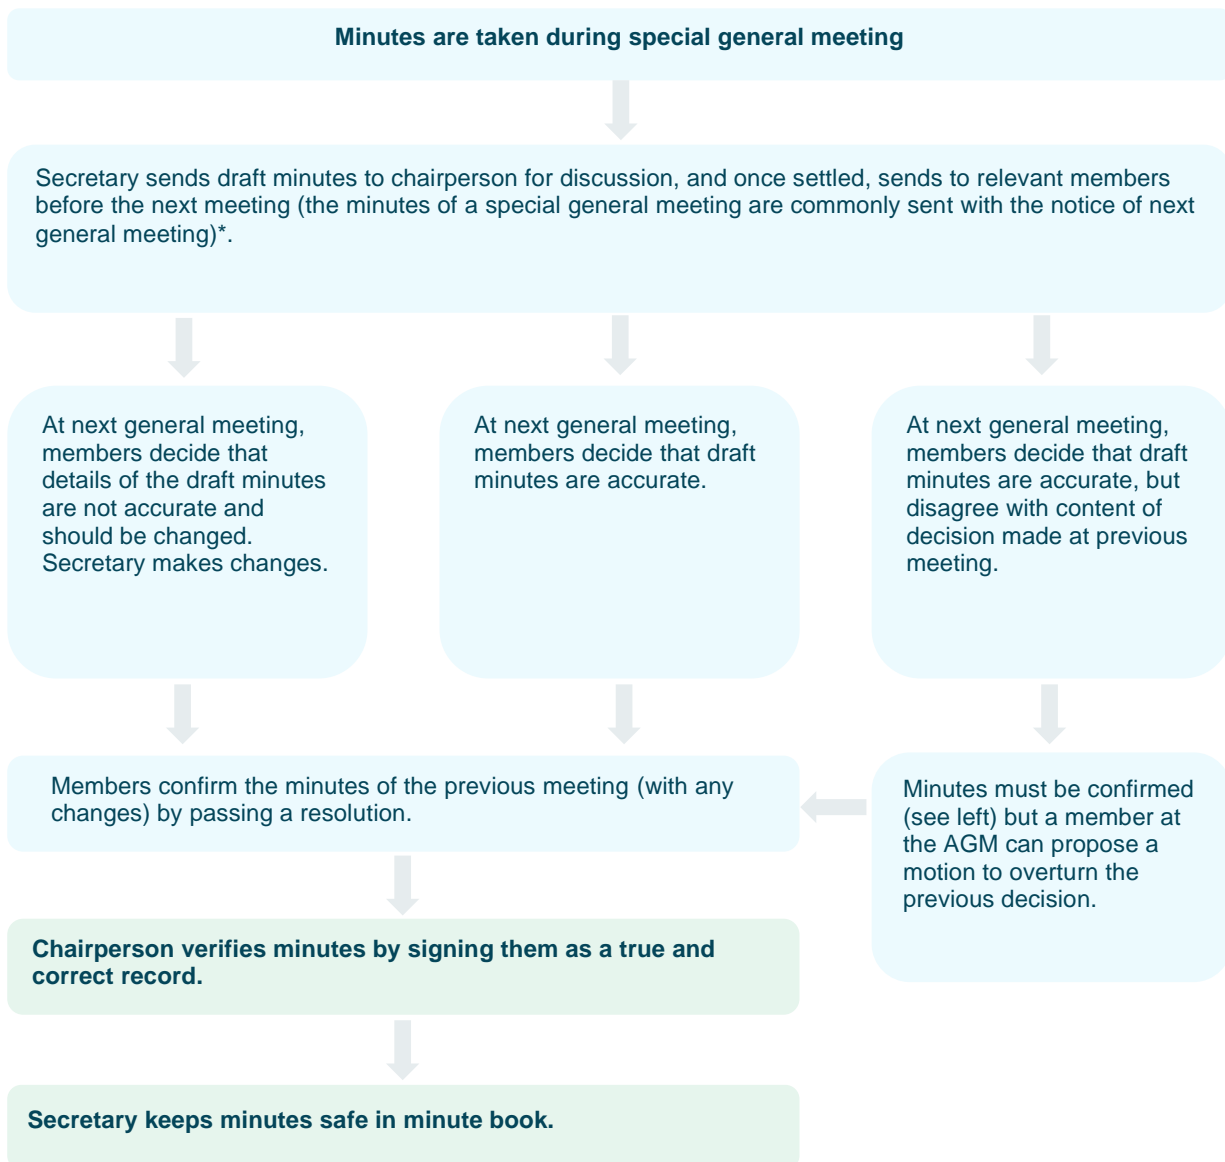 Minutes are taken during special general meeting
Secretary sends draft minutes to chairperson for discussion, and once settled, sends to relevant members
before the next meeting (the minutes of a special general meeting are commonly sent with the notice of next
general meeting)*.
At next general meeting,
members decide that
details of the draft minutes
are not accurate and
should be changed.
Secretary makes changes.
At next general meeting,
members decide that draft
minutes are accurate.
At next general meeting,
members decide that draft
minutes are accurate, but
disagree with content of
decision made at previous
meeting.
Members confirm the minutes of the previous meeting (with any
changes) by passing a resolution.
Minutes must be confirmed
(see left) but a member at
the AGM can propose a
motion to overturn the
previous decision.
Chairperson verifies minutes by signing them as a true and
correct record.
Secretary keeps minutes safe in minute book.